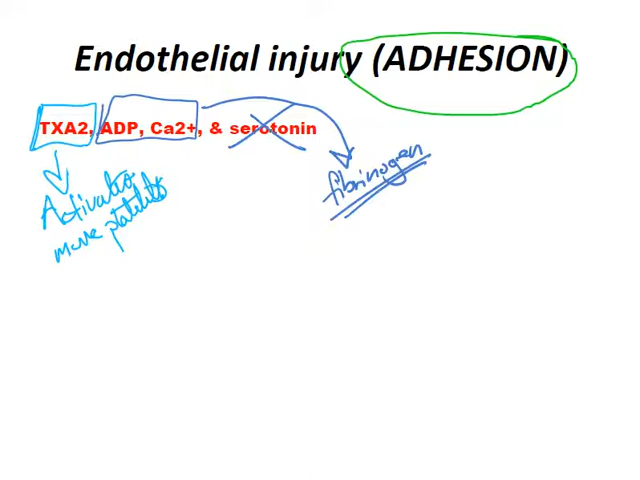 Endothelial injury (ADHESION)
TXA2, ADP, Ca2+, & serotonin
fibrinogen
Activates
more platelets